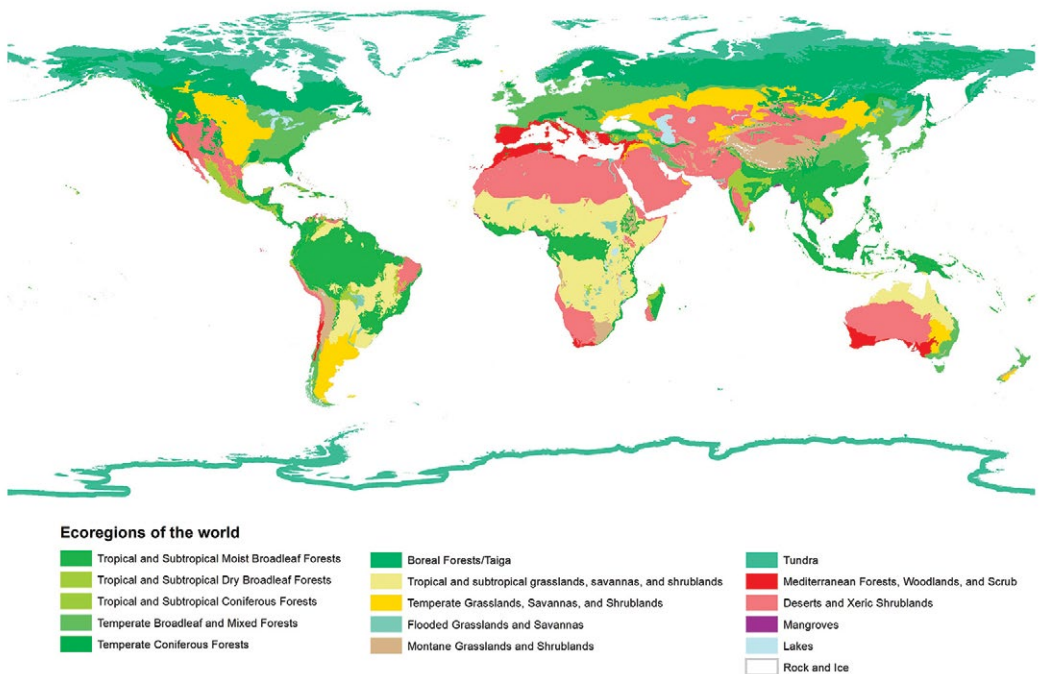 Ecoregions of the world
Tropical and Subtropical Moist Broadleaf Forests
Tropical and Subtropical Dry Broadleaf Forests
Tropical and Subtropical Coniferous Forests
Temperate Broadleaf and Mixed Forests
Temperate Coniferous Forests
Boreal Forests/Taiga
Tropical and subtropical grasslands, savannas, and shrublands
Temperate Grasslands, Savannas, and Shrublands
Flooded Grasslands and Savannas
Montane Grasslands and Shrublands
Tundra
Mediterranean Forests, Woodlands, and Scrub
Deserts and Xeric Shrublands
Mangroves
Lakes
Rock and Ice